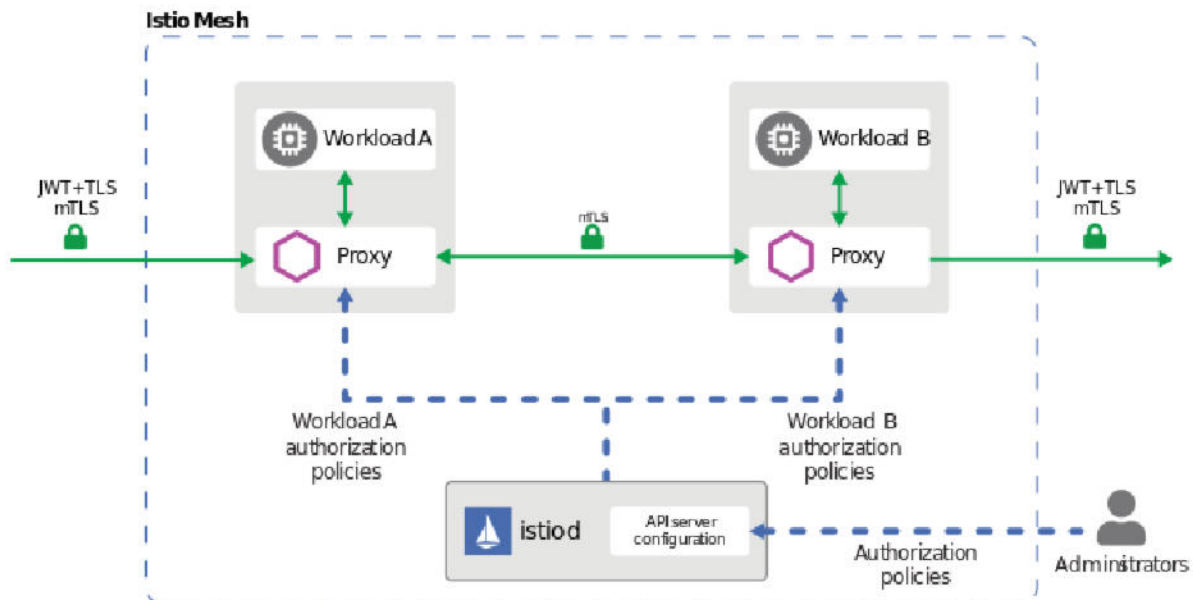 Istio Mesh
Workload A
Workload B
JWT+TLS
mTLS
mTLS
JWT+TLS
mTLS
Proxy
Proxy
Workload A
authorization
policies
Workload B
authorization
policies
istiod
API server
configuration
Authorization
policies
Administrators